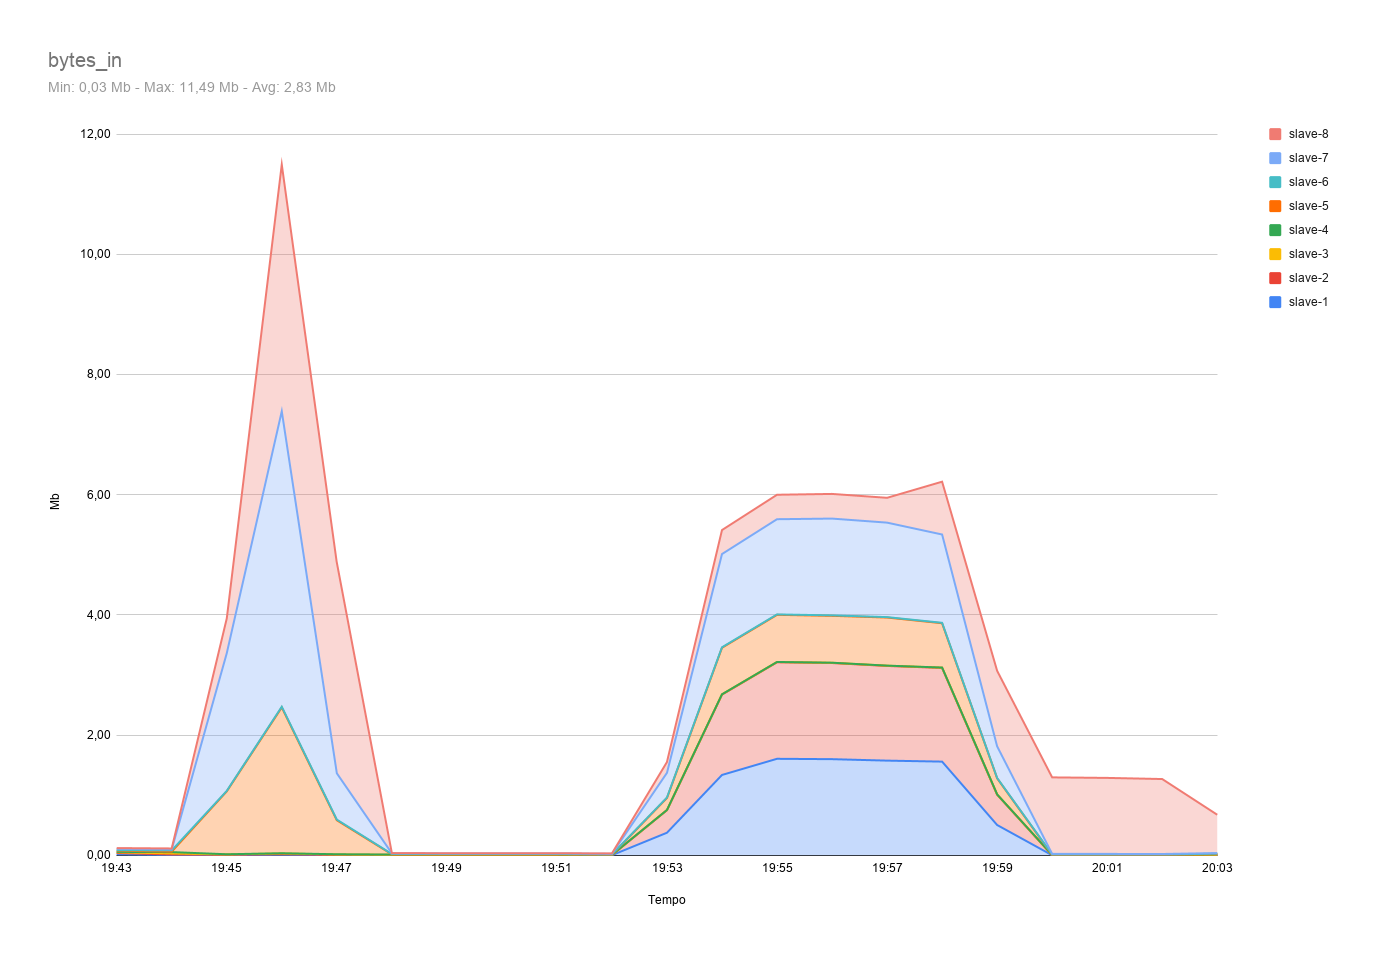 bytes_in
Min: 0,03 Mb - Max: 11,49 Mb - Avg: 2,83 Mb
12,00
10,00
8,00
6,00
4,00
2,00
0,00
Mb
19:43 19:45 19:47 19:49 19:51 19:53 19:55 19:57 19:59 20:01 20:03
Tempo
slave-8
slave-7
slave-6
slave-5
slave-4
slave-3
slave-2
slave-1